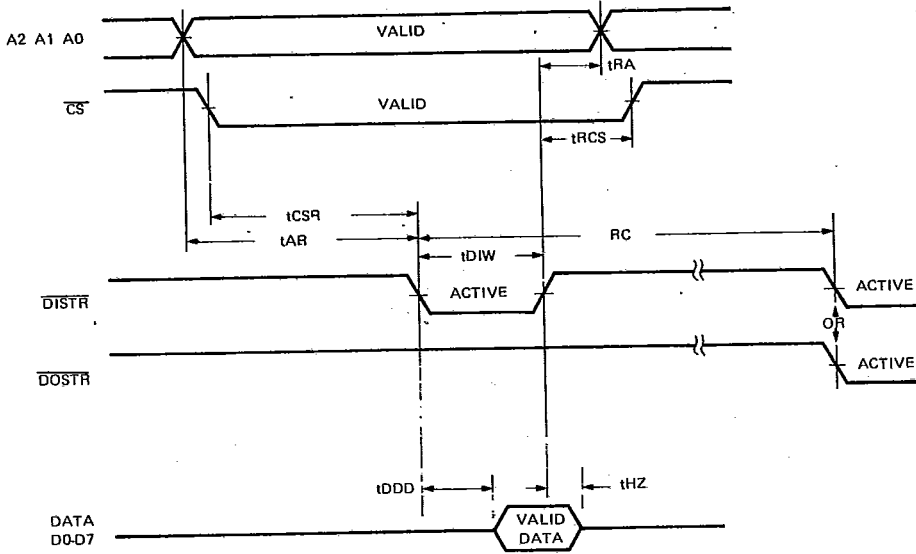 A2 A1 A0
VALID
tRA
CS
VALID
tRCS
tCSR
tAR
RC
tDIW
DISTR
ACTIVE
ACTIVE
OR
DOSTR
ACTIVE
tDDD
tHZ
DATA
D0-D7
VALID
DATA